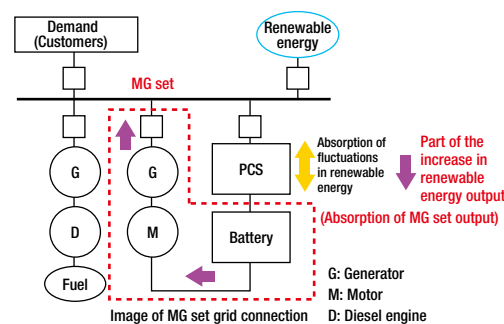 Demand
(Customers)
Renewable
energy
MG set
G
G
PCS
Absorption of
fluctuations
in renewable
energy
Part of the
increase in
renewable
energy output
(Absorption of MG set output)
D
M
Battery
Fuel
G: Generator
M: Motor
D: Diesel engine
Image of MG set grid connection